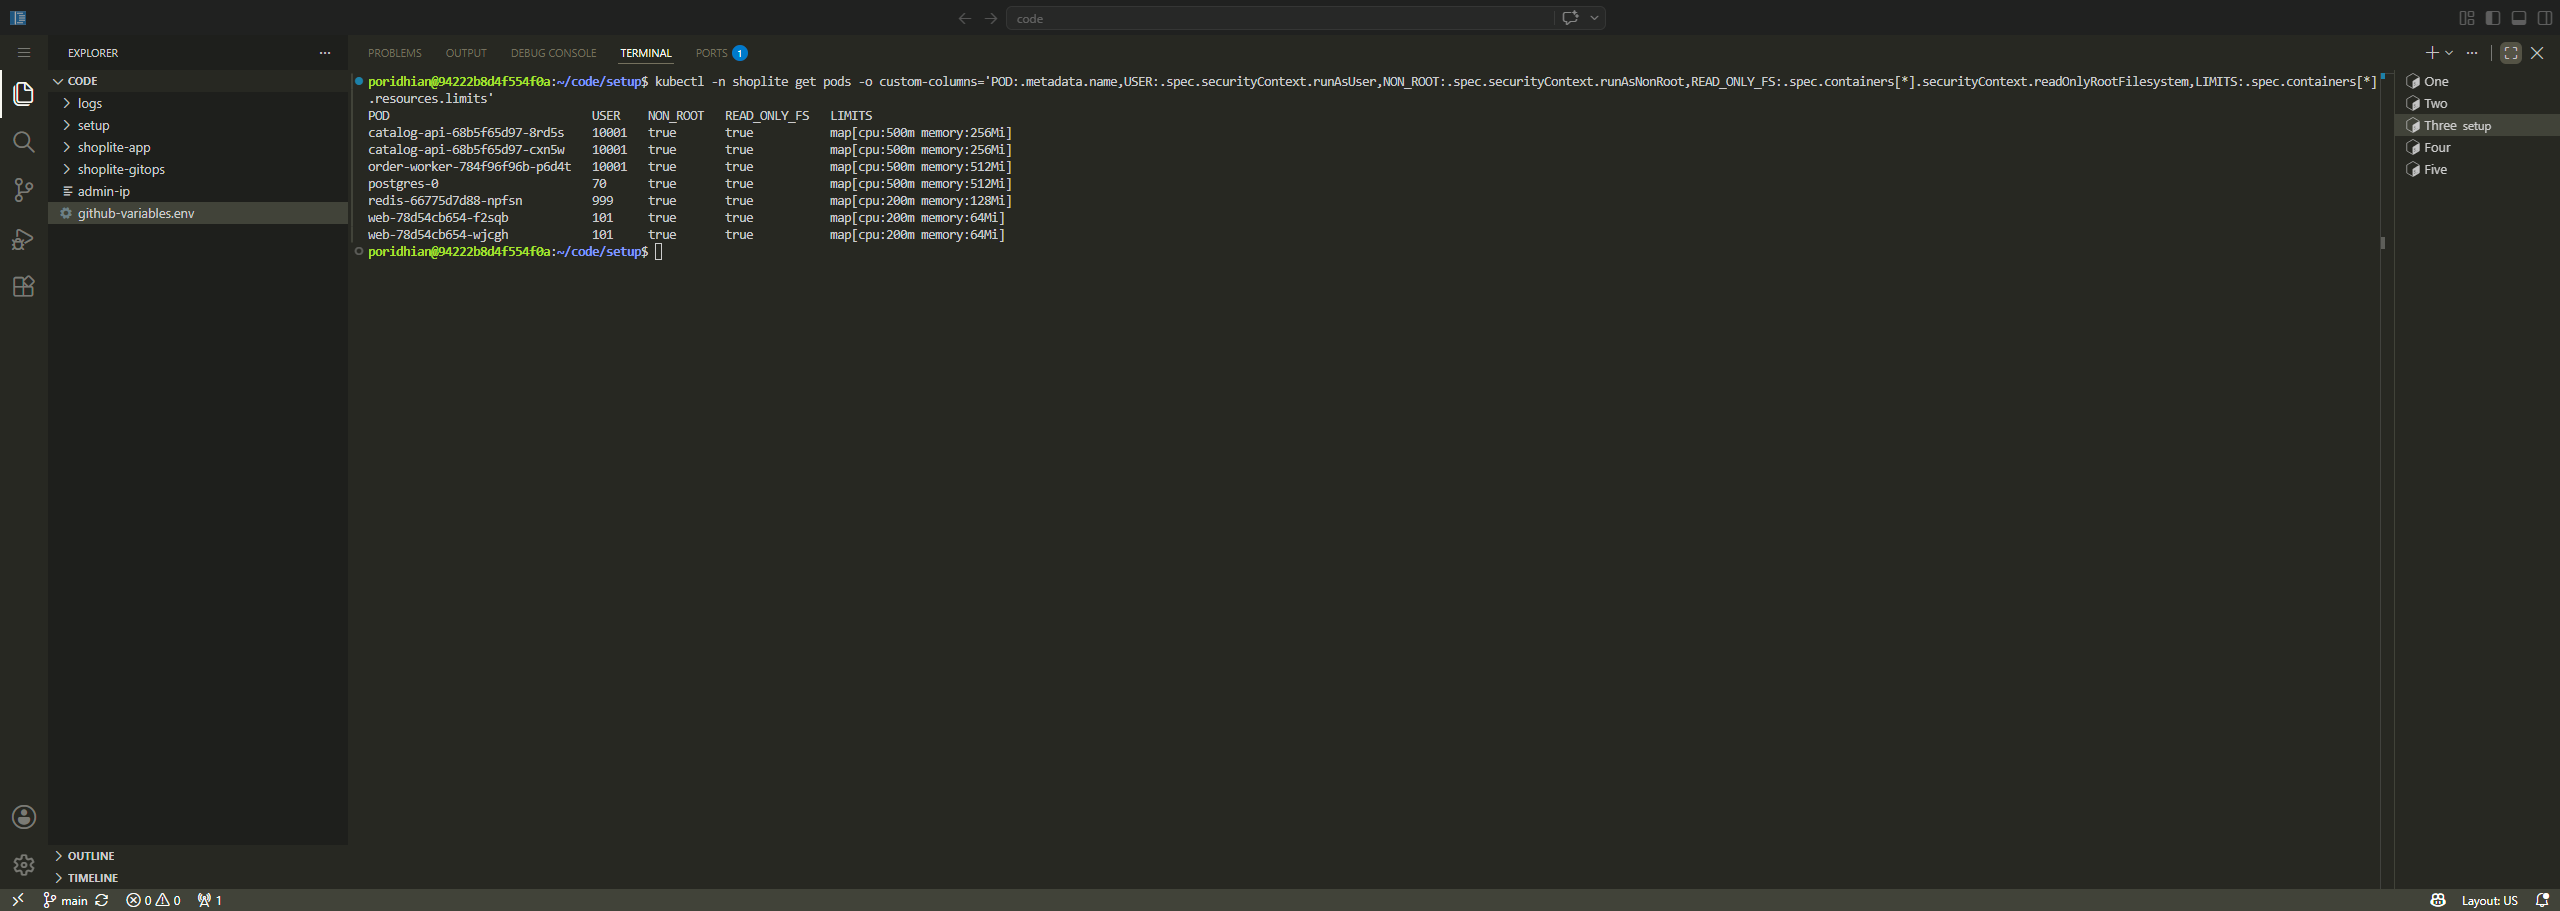 code
EXPLORER
CODE
logs
setup
shoplite-app
shoplite-gitops
admin-ip
github-variables.env
OUTLINE
TIMELINE
PROBLEMS OUTPUT DEBUG CONSOLE TERMINAL PORTS 1
poridhian@94222b8d4f554f0a:~/code/setup$ kubectl -n shoplite get pods -o custom-columns='POD:.metadata.name,USER:.spec.securityContext.runAsUser,NON_ROOT:.spec.securityContext.runAsNonRoot,READ_ONLY_FS:.spec.containers[*].securityContext.readOnlyRootFilesystem,LIMITS:.spec.containers[*]
.resources.limits'
POD USER NON_ROOT READ_ONLY_FS LIMITS
catalog-api-68b5f65d97-8rd5s 10001 true true map[cpu:500m memory:256Mi]
catalog-api-68b5f65d97-cxn5w 10001 true true map[cpu:500m memory:256Mi]
order-worker-784f96f96b-p6d4t 10001 true true map[cpu:500m memory:512Mi]
postgres-0 70 true true map[cpu:500m memory:512Mi]
redis-66775d7d88-npfsn 999 true true map[cpu:200m memory:128Mi]
web-78d54cb654-f2sqb 101 true true map[cpu:200m memory:64Mi]
web-78d54cb654-wjcgh 101 true true map[cpu:200m memory:64Mi]
poridhian@94222b8d4f554f0a:~/code/setup$
One
Two
Three setup
Four
Five
main 0 0 1 Layout: US